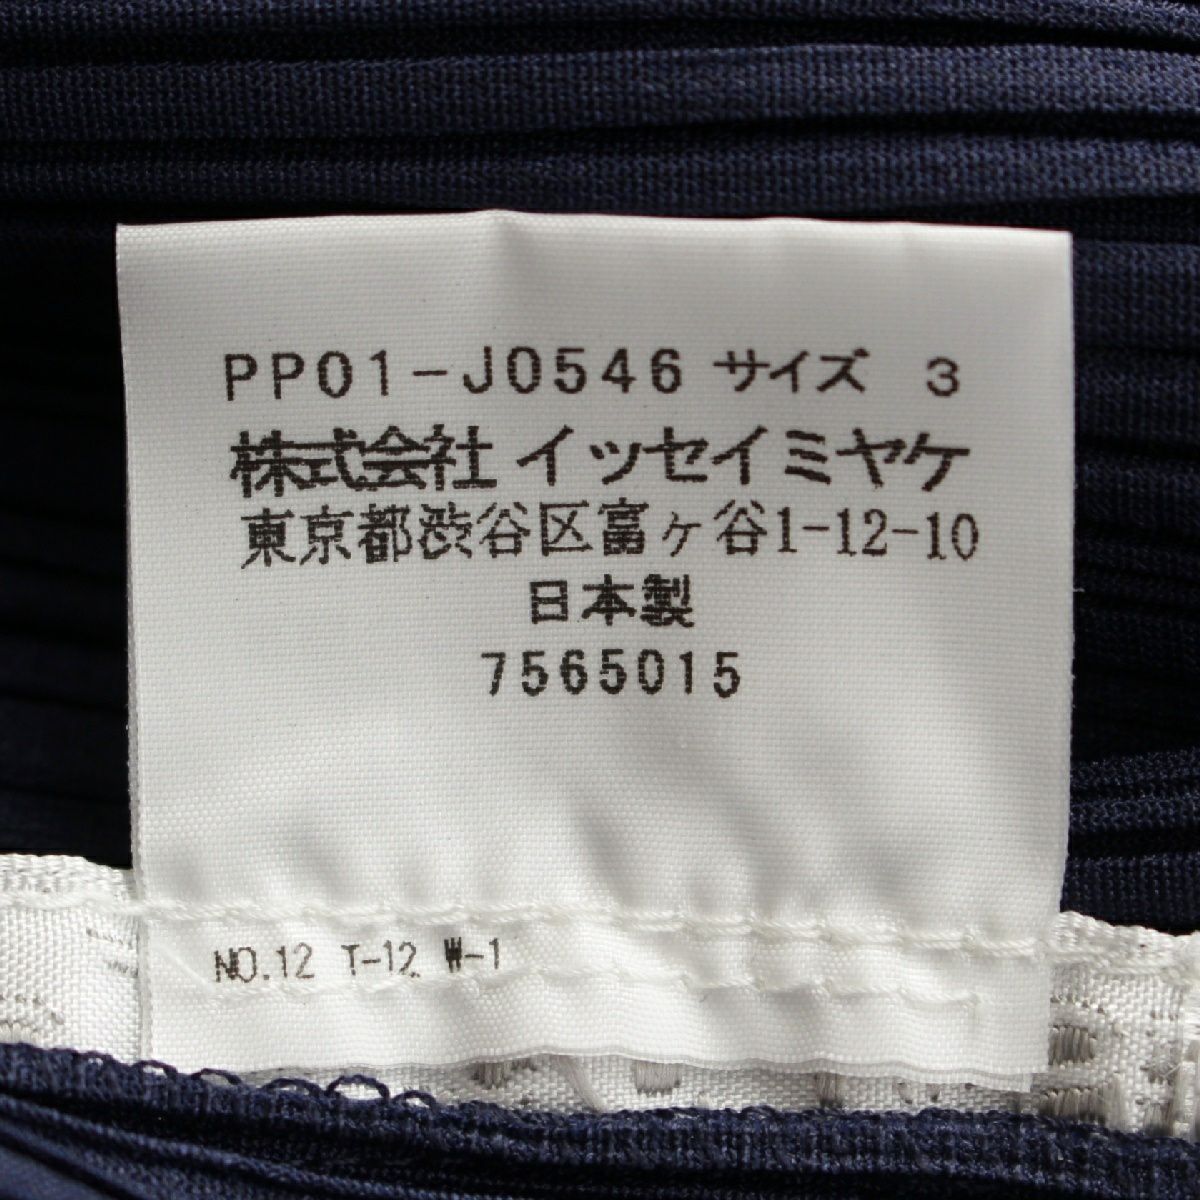 PP01-J0546 サイズ 3
株式会社 イッセイミヤケ
東京都渋谷区富ヶ谷1-12-10
日本製
7565015
NO.12 T-12 W-1